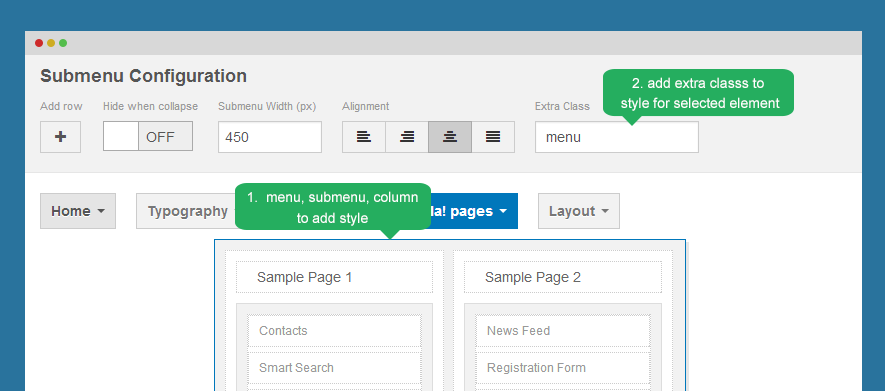 Submenu Configuration
2. add extra classs to
style for selected element
Add row
Hide when collapse
Submenu Width (px)
Alignment
Extra Class
OFF
450
menu
1. menu, submenu, column
to add style
Home
Typography
la! pages
Layout
Sample Page 1
Sample Page 2
Contacts
News Feed
Smart Search
Registration Form